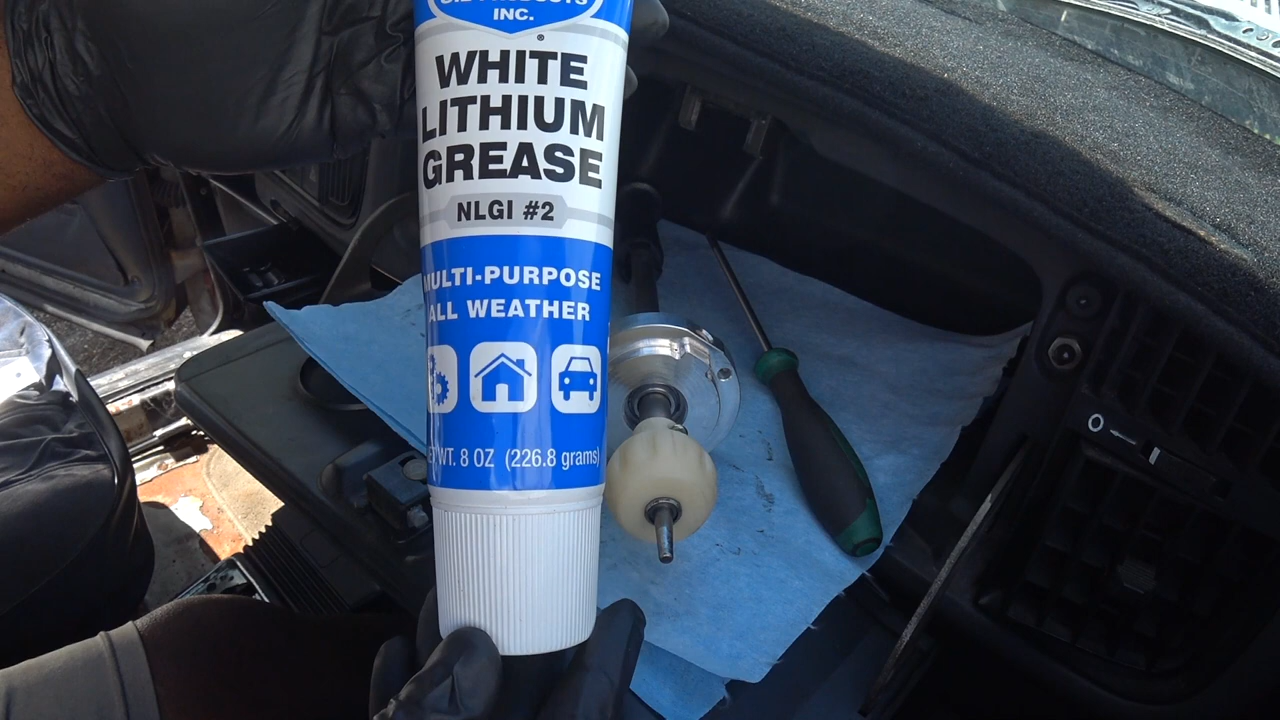 INC.
WHITE
LITHIUM
GREASE
NLGI #2
MULTI-PURPOSE
ALL WEATHER
WT. 8 OZ (226.8 grams)